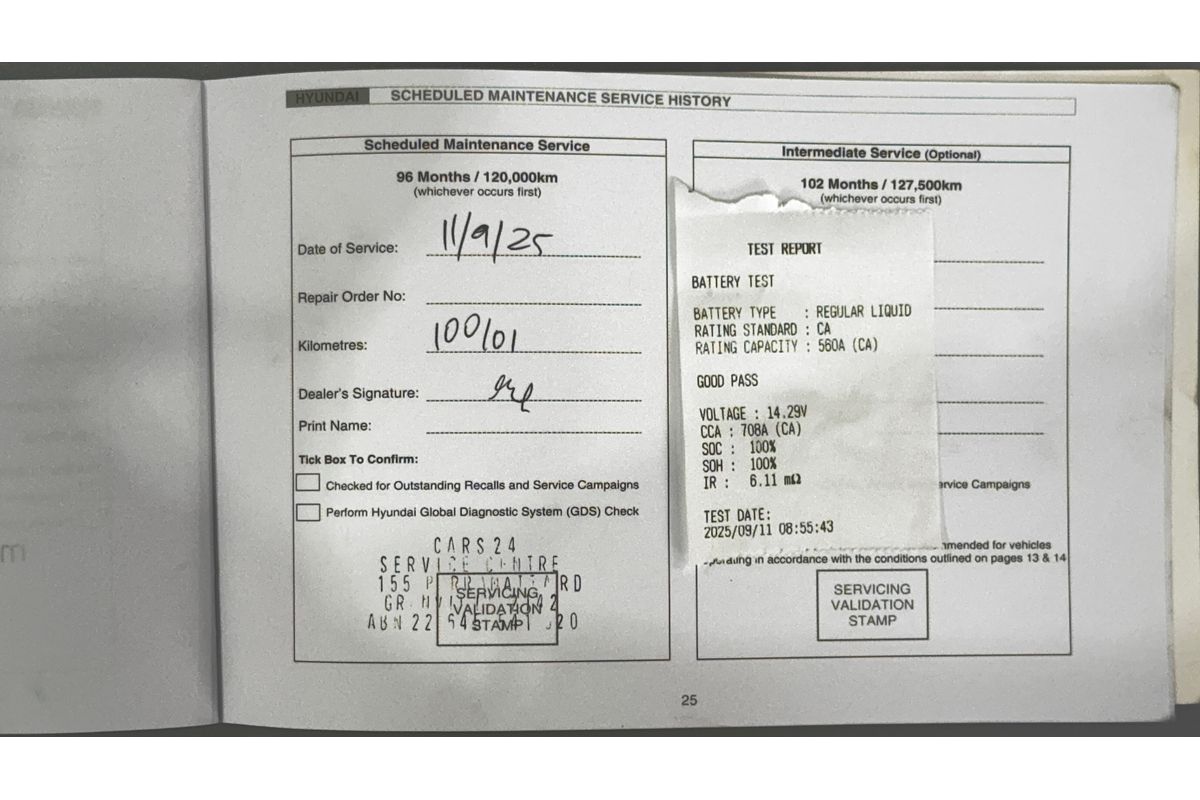 HYUNDAI SCHEDULED MAINTENANCE SERVICE HISTORY
Scheduled Maintenance Service
96 Months / 120,000km
(whichever occurs first)
Date of Service: 11/9/25
Repair Order No:
Kilometres: 100101
Dealer's Signature:
Print Name:
Tick Box To Confirm:
Checked for Outstanding Recalls and Service Campaigns
Perform Hyundai Global Diagnostic System (GDS) Check
CARS24
SERVICE CENTRE
155
RD
ABN 22
SERVICING
VALIDATION
STAMP
Intermediate Service (Optional)
102 Months / 127,500km
(whichever occurs first)
TEST REPORT
BATTERY TEST
BATTERY TYPE : REGULAR LIQUID
RATING STANDARD : CA
RATING CAPACITY : 560A (CA)
GOOD PASS
VOLTAGE : 14.29V
CCA : 708A (CA)
SOC : 100%
SOH : 100%
IR : 6.11 mΩ
TEST DATE:
2025/09/11 08:55:43
Campaigns
for vehicles
in accordance with the conditions outlined on pages 13 & 14
SERVICING
VALIDATION
STAMP
25